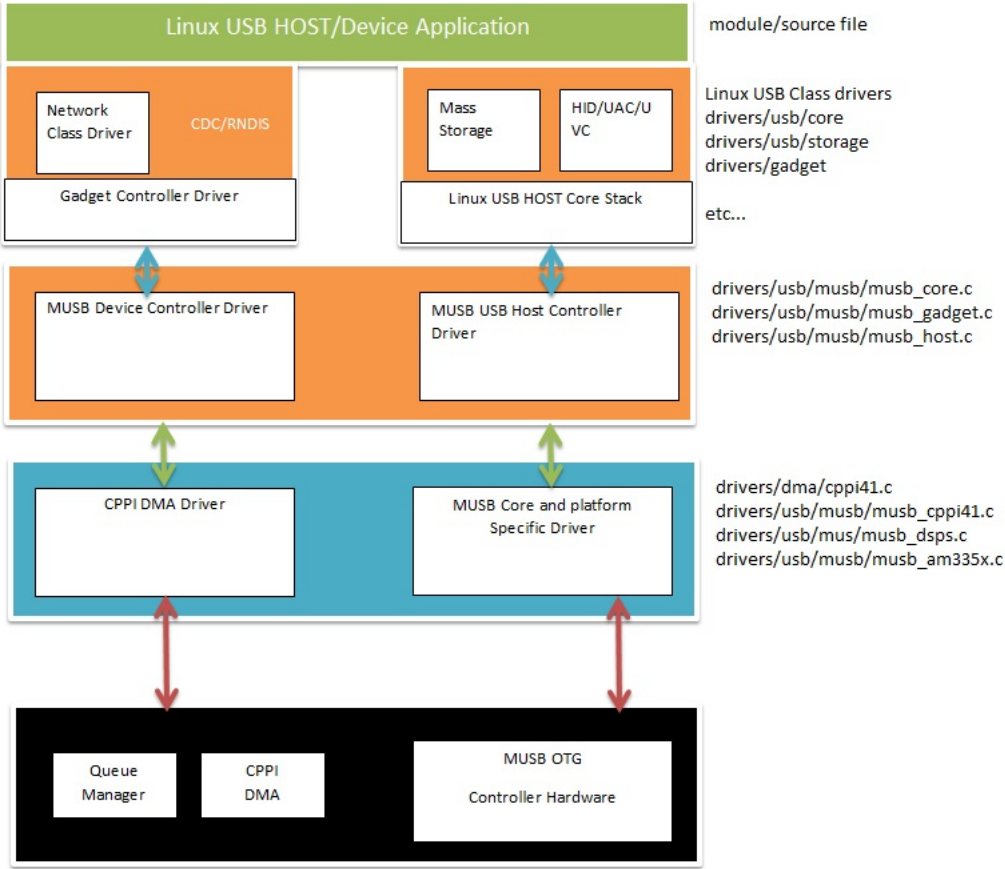 Linux USB HOST/Device Application
module/source file
Network
Class Driver
CDC/RNDIS
Gadget Controller Driver
Mass
Storage
HID/UAC/U
VC
Linux USB HOST Core Stack
Linux USB Class drivers
drivers/usb/core
drivers/usb/storage
drivers/gadget
etc...
MUSB Device Controller Driver
MUSB USB Host Controller
Driver
drivers/usb/musb/musb_core.c
drivers/usb/musb/musb_gadget.c
drivers/usb/musb/musb_host.c
CPPI DMA Driver
MUSB Core and platform
Specific Driver
drivers/dma/cppi41.c
drivers/usb/musb/musb_cppi41.c
drivers/usb/mus/musb_dsps.c
drivers/usb/musb/musb_am335x.c
Queue
Manager
CPPI
DMA
MUSB OTG
Controller Hardware